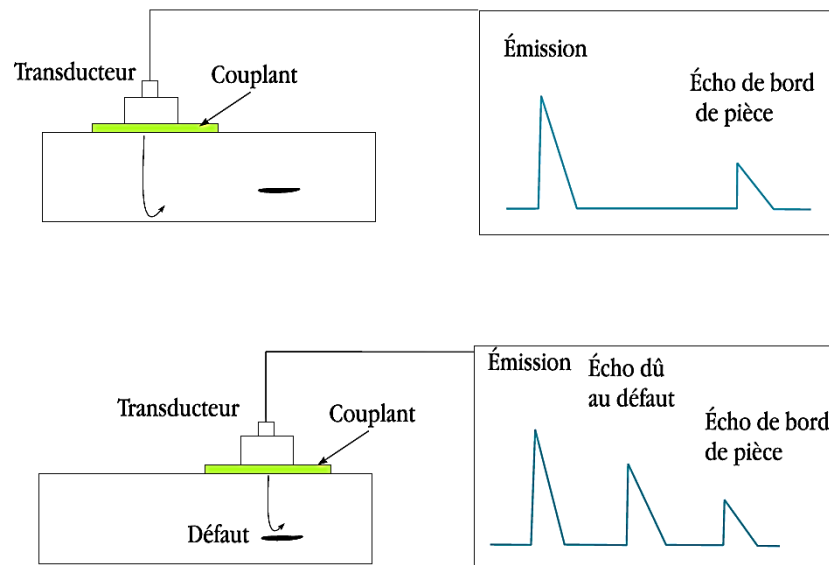 Émission
Transducteur
Couplant
Écho de bord
de pièce
Émission
Écho dû
au défaut
Transducteur
Couplant
Écho de bord
de pièce
Défaut